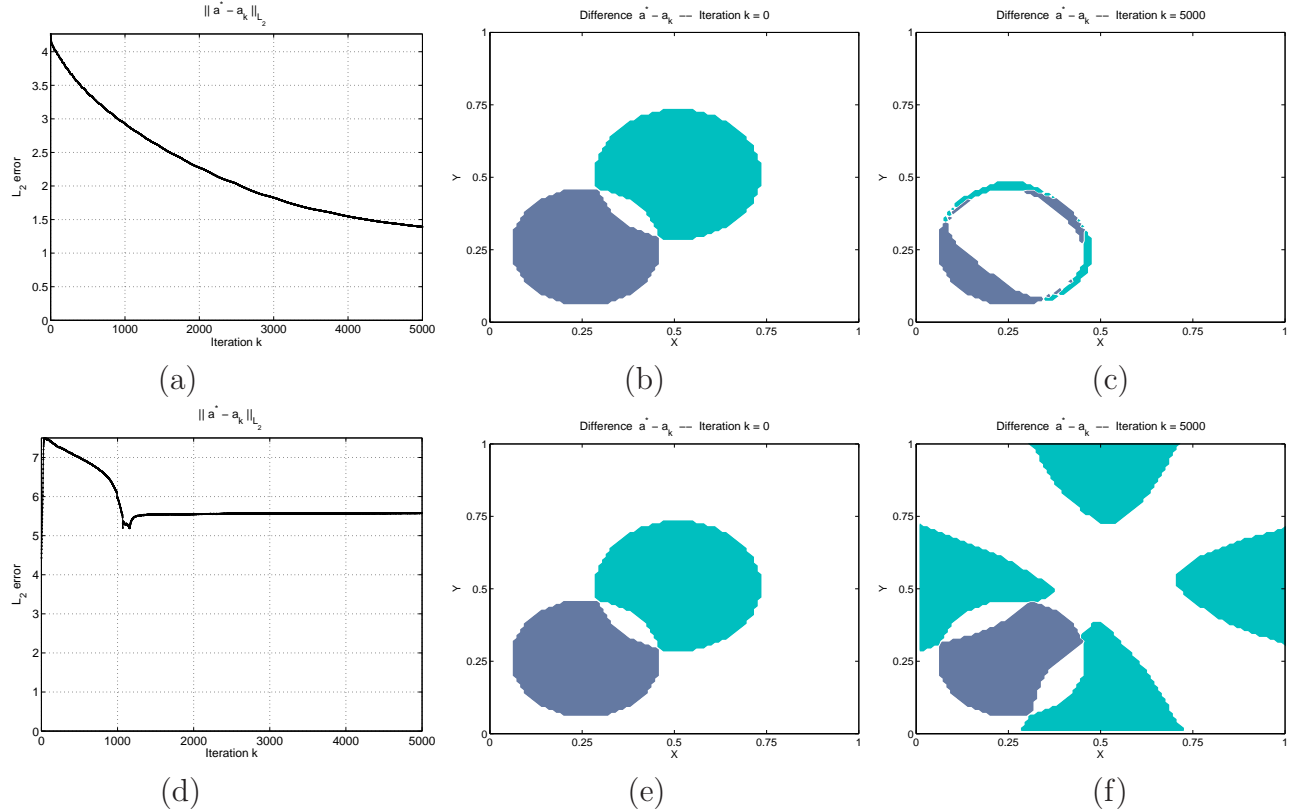 || a* − a_k ||_{L_2}
L_2 error
4
3.5
3
2.5
2
1.5
1
0.5
0
0 1000 2000 3000 4000 5000
Iteration k
(a)
Difference a* − a_k −− Iteration k = 0
Y
1
0.75
0.5
0.25
0
0 0.25 0.5 0.75 1
X
(b)
Difference a* − a_k −− Iteration k = 5000
Y
1
0.75
0.5
0.25
0
0 0.25 0.5 0.75 1
X
(c)
|| a* − a_k ||_{L_2}
L_2 error
7
6
5
4
3
2
1
0
0 1000 2000 3000 4000 5000
Iteration k
(d)
Difference a* − a_k −− Iteration k = 0
Y
1
0.75
0.5
0.25
0
0 0.25 0.5 0.75 1
X
(e)
Difference a* − a_k −− Iteration k = 5000
Y
1
0.75
0.5
0.25
0
0 0.25 0.5 0.75 1
X
(f)